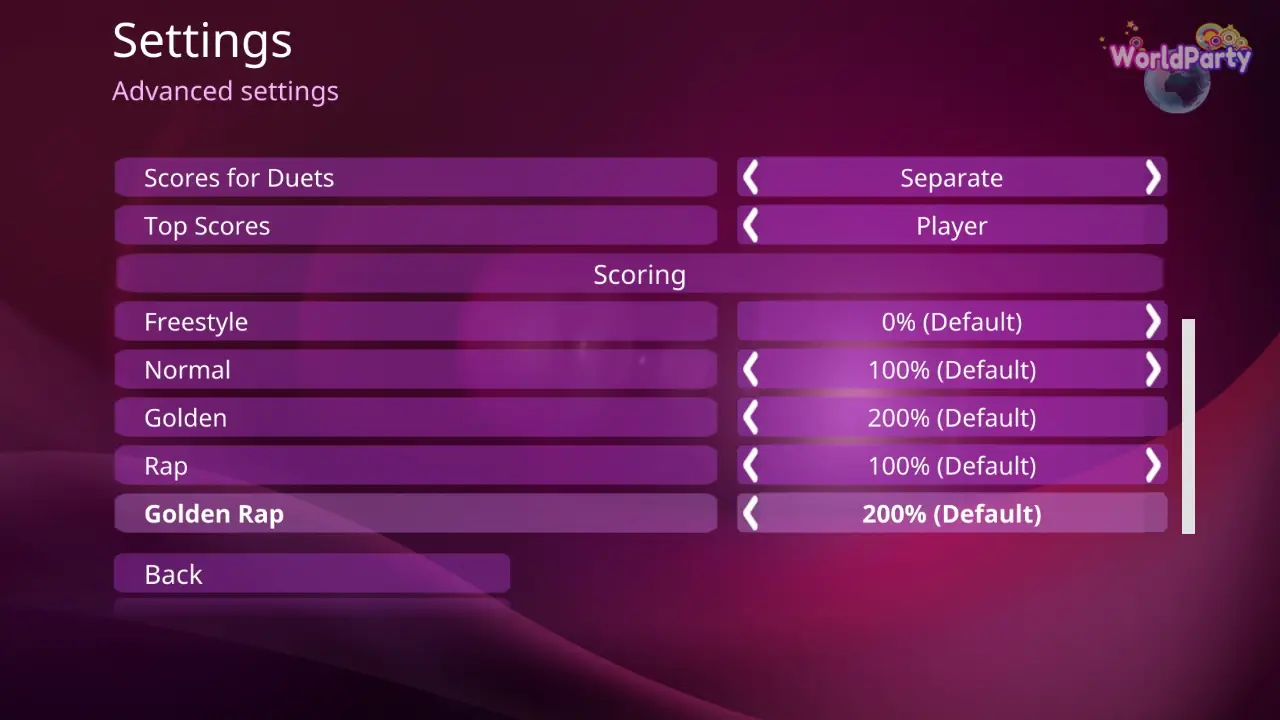 Settings
Advanced settings
WorldParty
Scores for Duets Separate
Top Scores Player
Scoring
Freestyle 0% (Default)
Normal 100% (Default)
Golden 200% (Default)
Rap 100% (Default)
Golden Rap 200% (Default)
Back